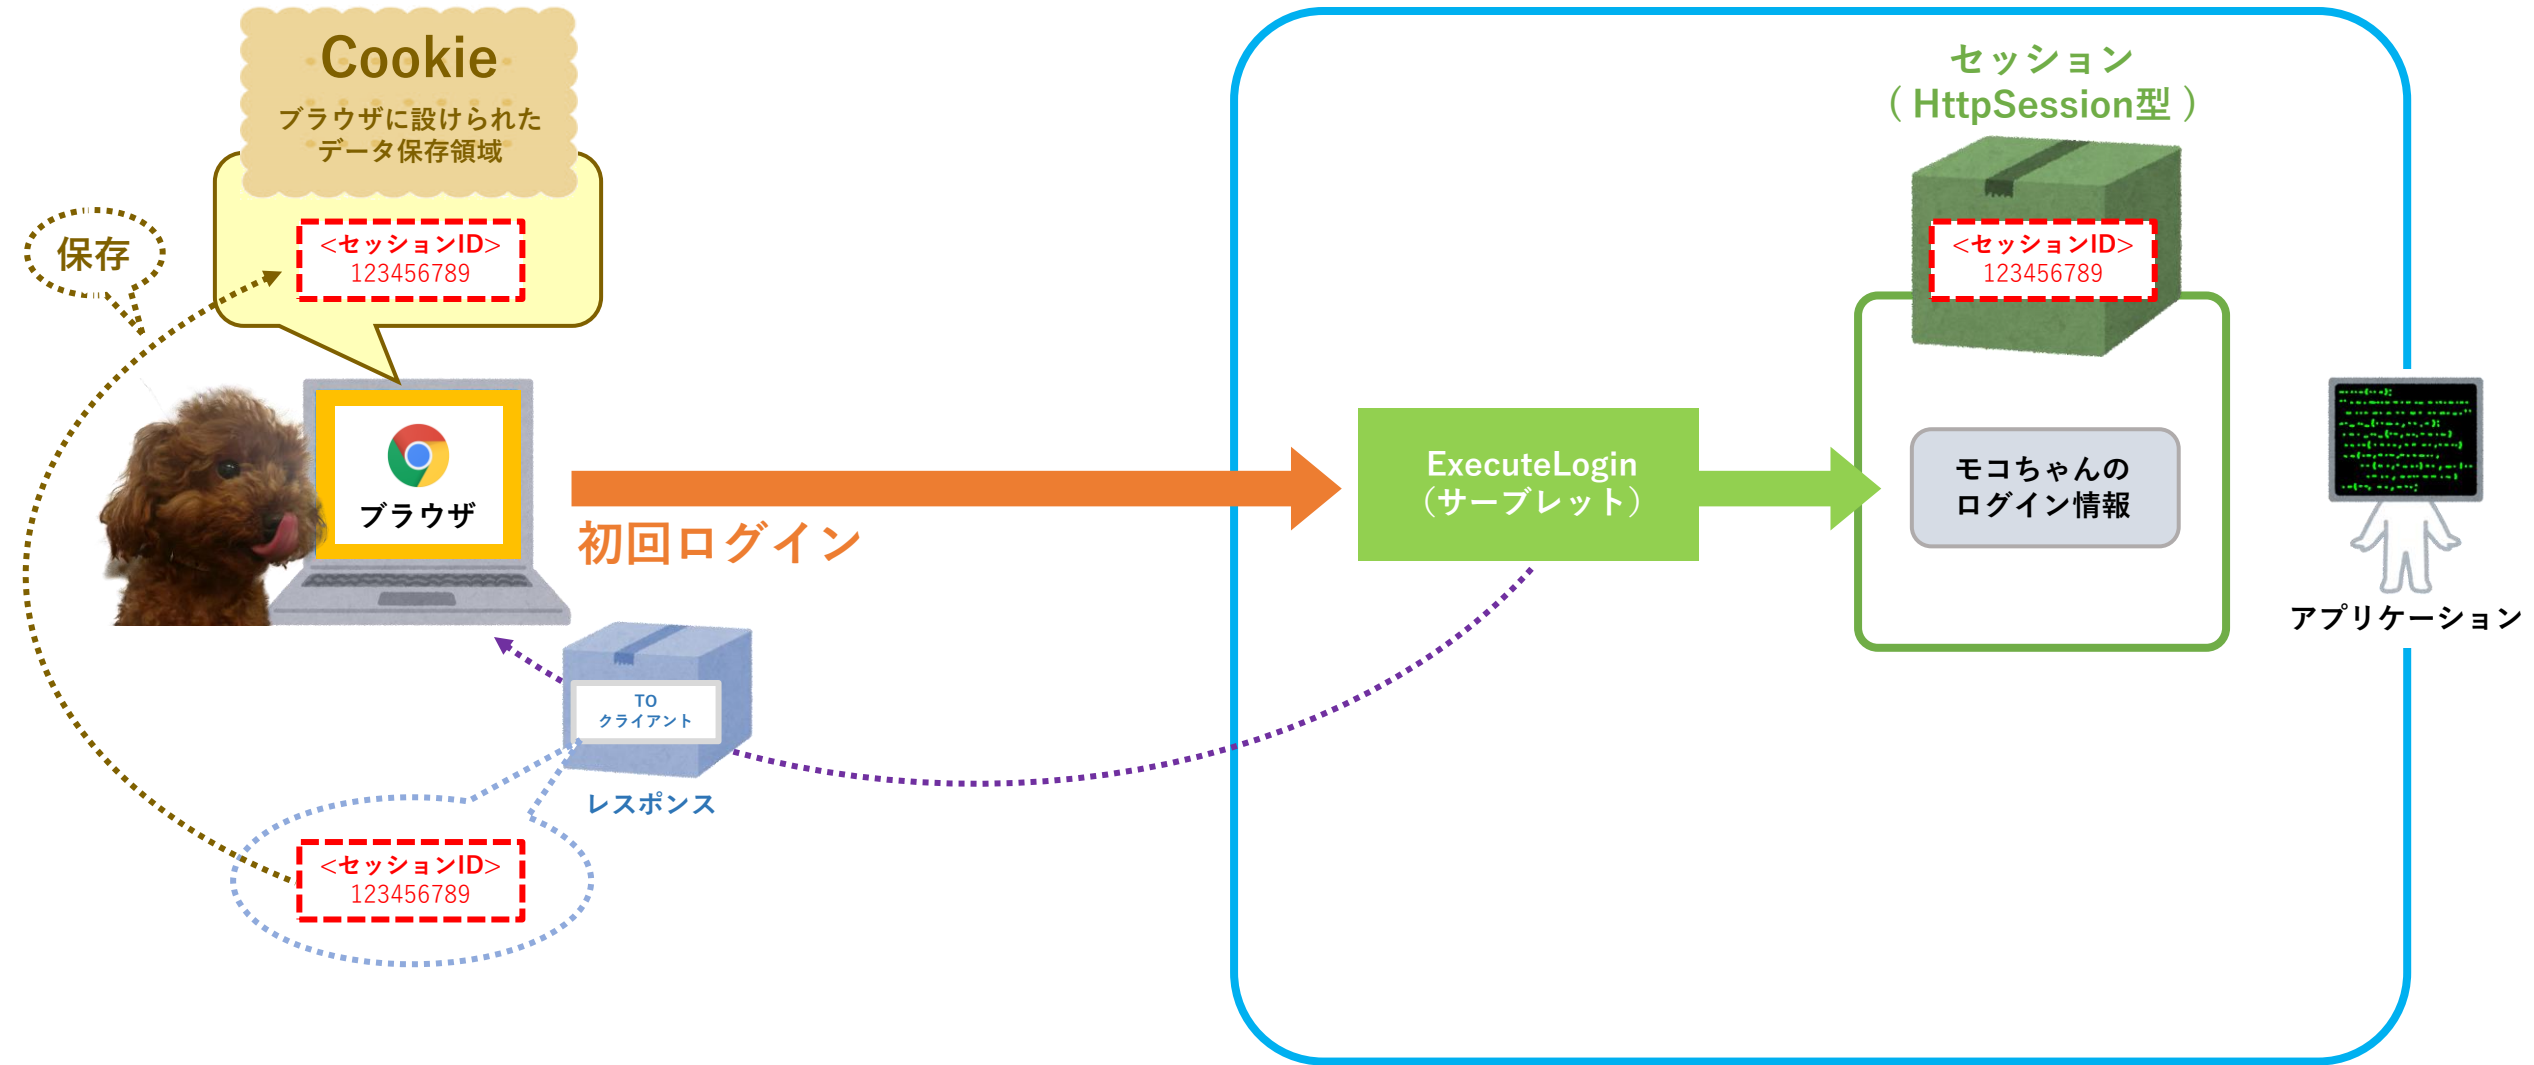 Cookie
ブラウザに設けられた
データ保存領域
<セッションID>
123456789
保存
ブラウザ
初回ログイン
TO
クライアント
レスポンス
<セッションID>
123456789
ExecuteLogin
（サーブレット）
セッション
（ HttpSession型 ）
<セッションID>
123456789
モコちゃんの
ログイン情報
アプリケーション